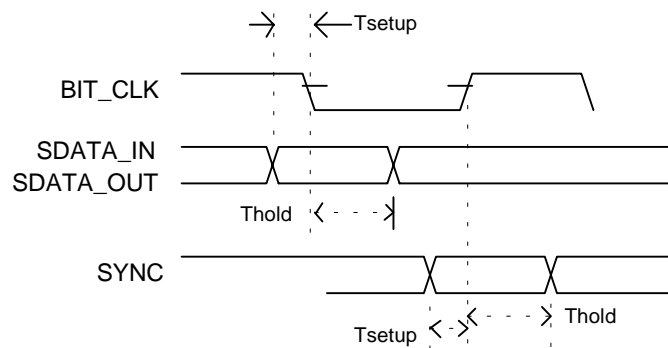 Tsetup
BIT_CLK
SDATA_IN
SDATA_OUT
Thold
SYNC
Thold
Tsetup